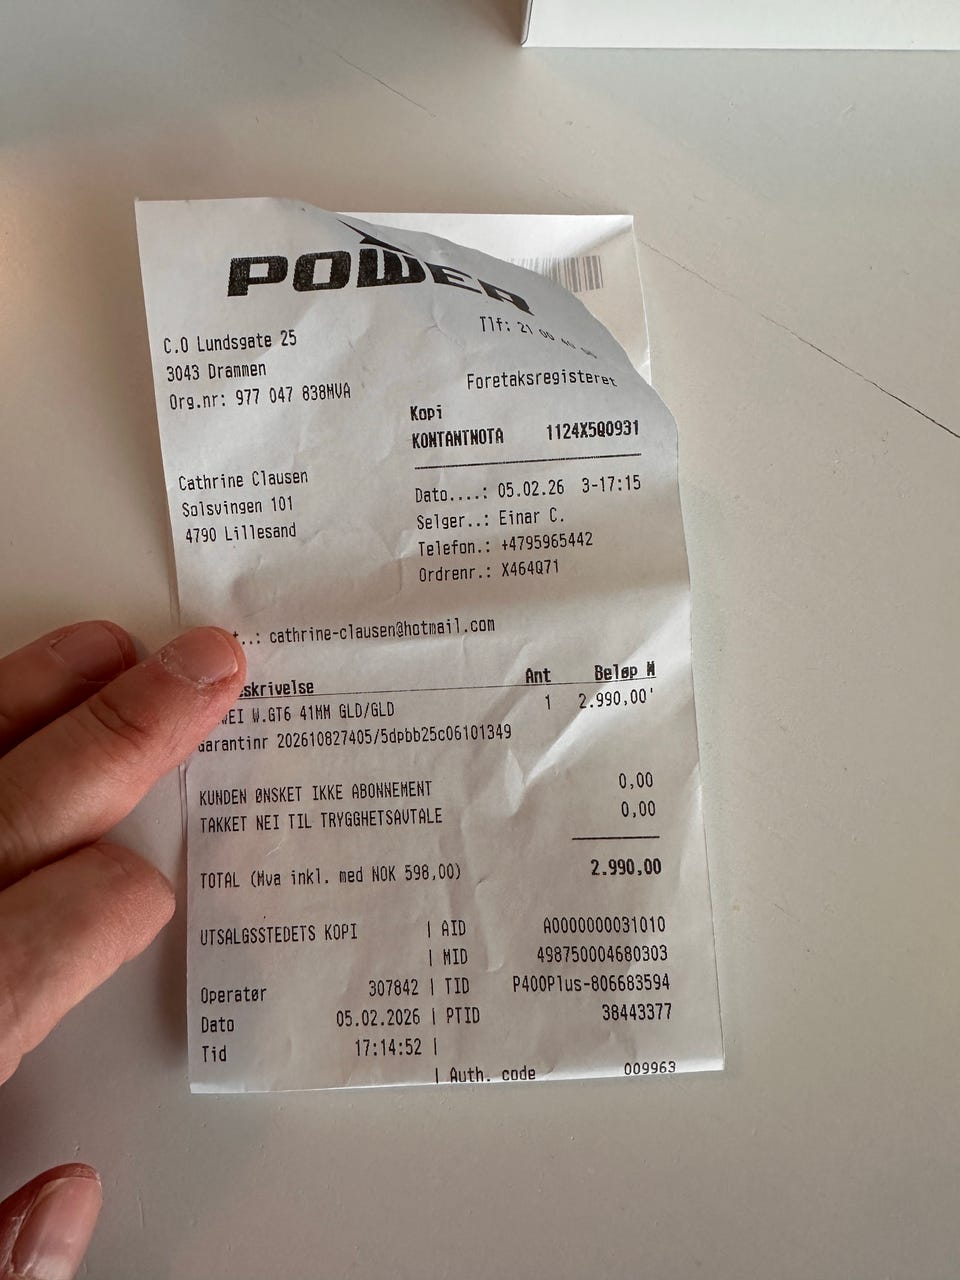 POWER
Tlf: 21 00 40 00
C.O Lundsgate 25
3043 Drammen
Org.nr: 977 047 838MVA
Foretaksregisteret
Kopi
KONTANTNOTA 1124X5Q0931
Cathrine Clausen
Solsvingen 101
4790 Lillesand
Dato....: 05.02.26 3-17:15
Selger..: Einar C.
Telefon.: +4795965442
Ordrenr.: X464Q71
t..: cathrine-clausen@hotmail.com
eskrivelse Ant Beløp M
WEI W.GT6 41MM GLD/GLD 1 2.990,00'
Garantinr 202610827405/5dpbb25c06101349
KUNDEN ØNSKET IKKE ABONNEMENT 0,00
TAKKET NEI TIL TRYGGHETSAVTALE 0,00
TOTAL (Mva inkl. med NOK 598,00) 2.990,00
UTSALGSSTEDETS KOPI | AID A0000000031010
| MID 498750004680303
Operatør 307842 | TID P400Plus-806683594
Dato 05.02.2026 | PTID 38443377
Tid 17:14:52 |
| Auth. code 009963